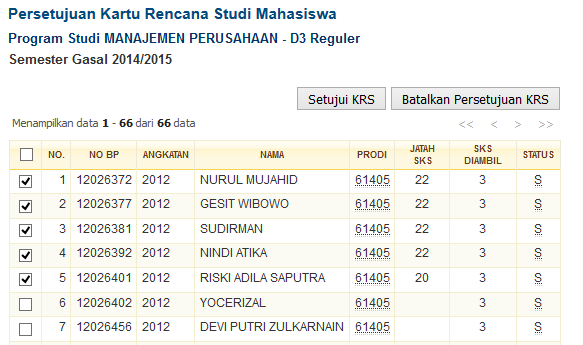 Persetujuan Kartu Rencana Studi Mahasiswa
Program Studi MANAJEMEN PERUSAHAAN - D3 Reguler
Semester Gasal 2014/2015
Setujui KRS Batalkan Persetujuan KRS
Menampilkan data 1 - 66 dari 66 data << < > >>
NO. NO BP ANGKATAN NAMA PRODI JATAH SKS SKS DIAMBIL STATUS
1 12026372 2012 NURUL MUJAHID 61405 22 3 S
2 12026377 2012 GESIT WIBOWO 61405 22 3 S
3 12026381 2012 SUDIRMAN 61405 22 3 S
4 12026392 2012 NINDI ATIKA 61405 22 3 S
5 12026401 2012 RISKI ADILA SAPUTRA 61405 20 3 S
6 12026402 2012 YOCERIZAL 61405 3 S
7 12026456 2012 DEVI PUTRI ZULKARNAIN 61405 3 S